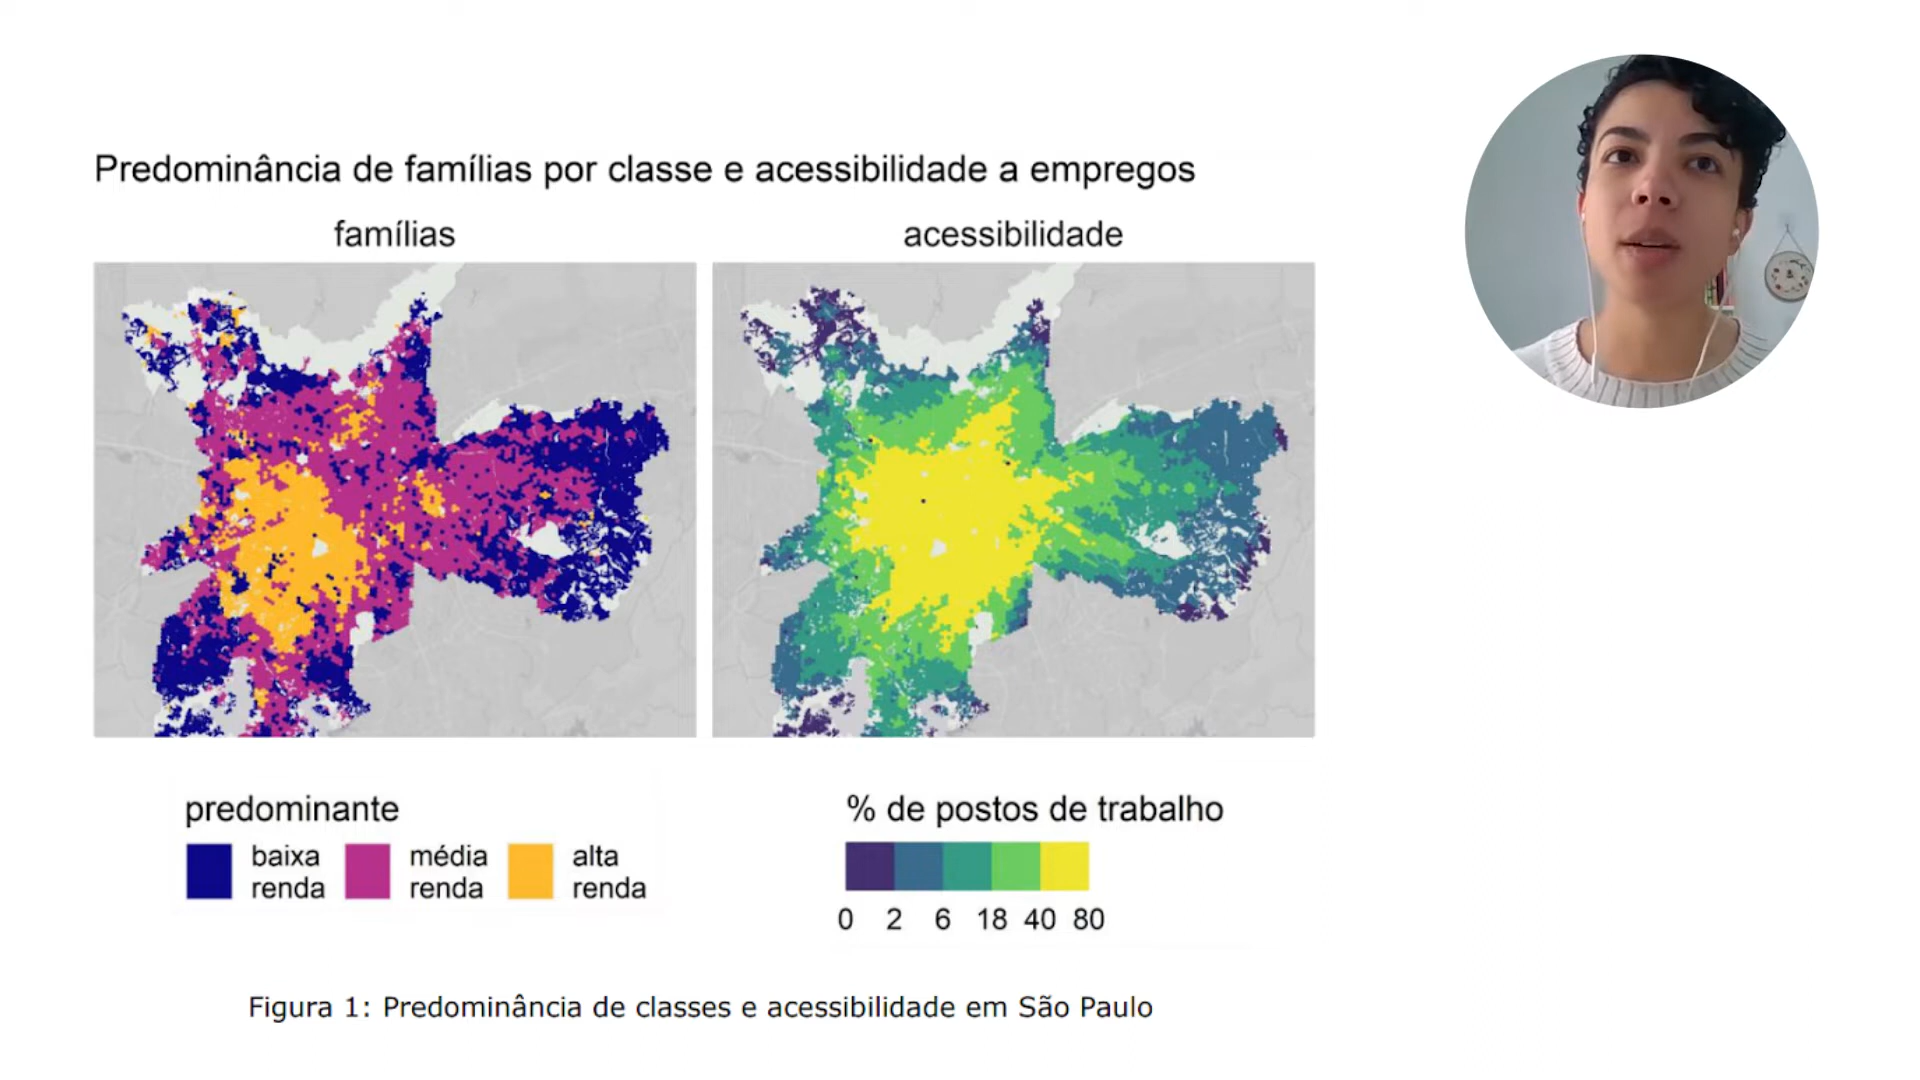 Predominância de famílias por classe e acessibilidade a empregos
famílias
acessibilidade
predominante
baixa renda
média renda
alta renda
% de postos de trabalho
0 2 6 18 40 80
Figura 1: Predominância de classes e acessibilidade em São Paulo